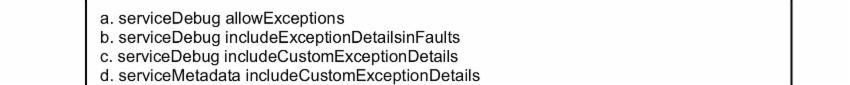 a. serviceDebug allowExceptions
b. serviceDebug includeExceptionDetailsinFaults
c. serviceDebug includeCustomExceptionDetails
d. serviceMetadata includeCustomExceptionDetails